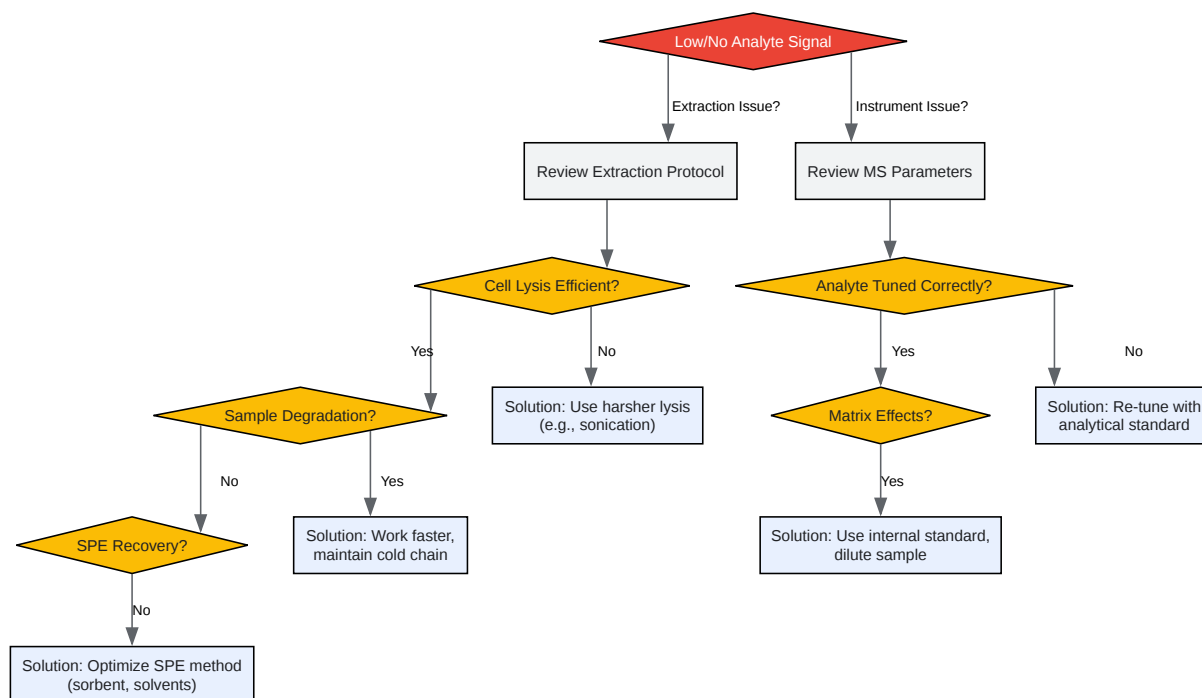 Low/No Analyte Signal
Extraction Issue?
Instrument Issue?
Review Extraction Protocol
Review MS Parameters
Cell Lysis Efficient?
Analyte Tuned Correctly?
Yes
No
Yes
No
Sample Degradation?
Solution: Use harsher lysis
(e.g., sonication)
Matrix Effects?
Solution: Re-tune with
analytical standard
No
Yes
Yes
SPE Recovery?
Solution: Work faster,
maintain cold chain
Solution: Use internal standard,
dilute sample
No
Solution: Optimize SPE method
(sorbent, solvents)